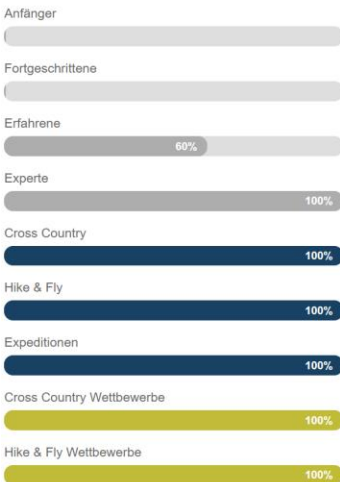 Anfänger
Fortgeschrittene
Erfahrene
60%
Experte
100%
Cross Country
100%
Hike & Fly
100%
Expeditionen
100%
Cross Country Wettbewerbe
100%
Hike & Fly Wettbewerbe
100%